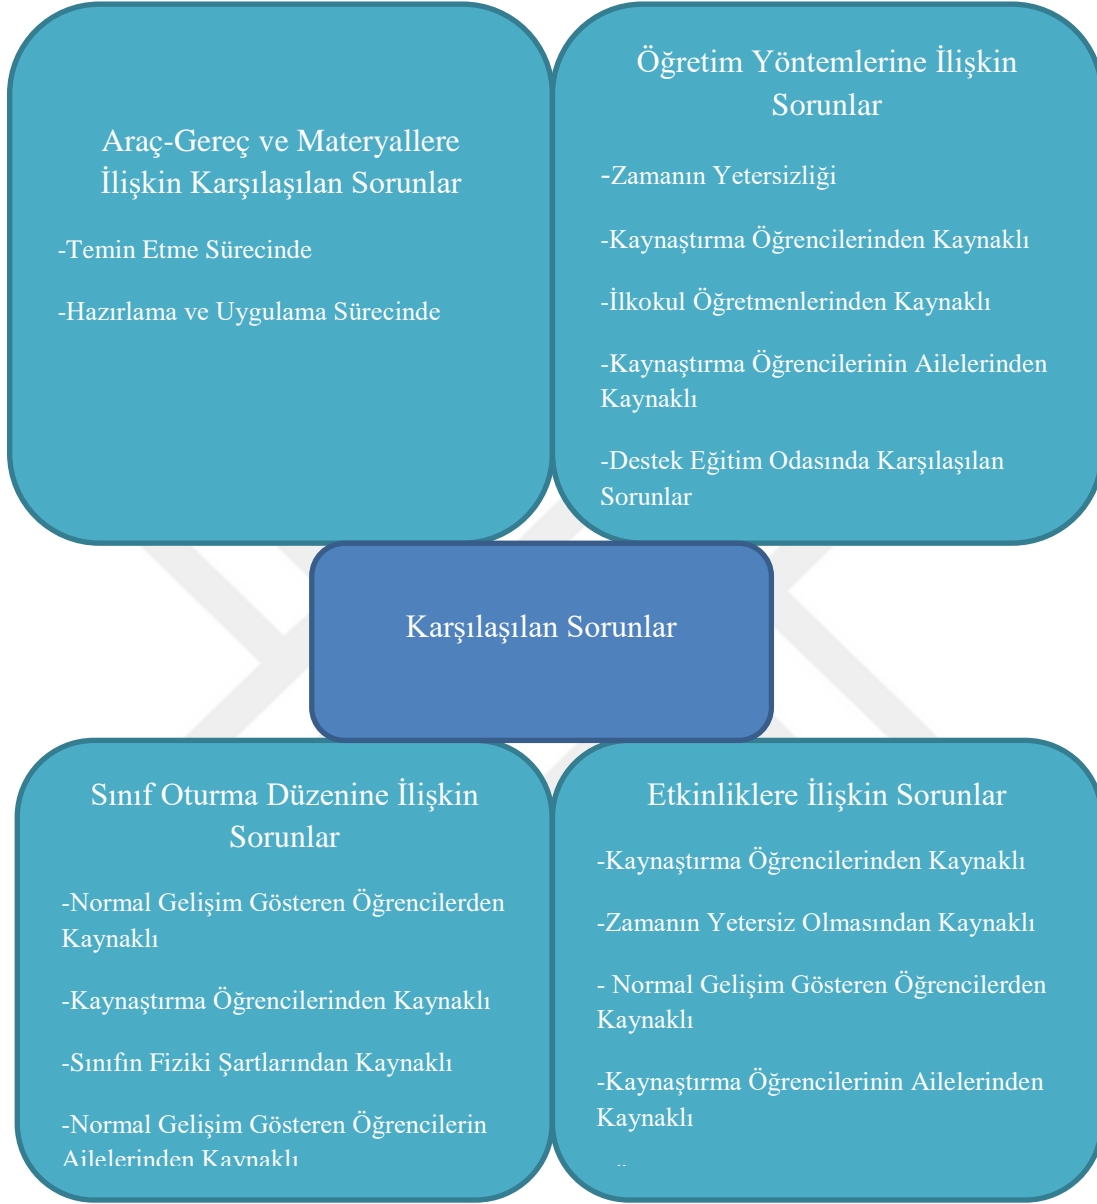 Araç-Gereç ve Materyallere
İlişkin Karşılaşılan Sorunlar
-Temin Etme Sürecinde
-Hazırlama ve Uygulama Sürecinde
Öğretim Yöntemlerine İlişkin
Sorunlar
-Zamanın Yetersizliği
-Kaynaştırma Öğrencilerinden Kaynaklı
-İlkokul Öğretmenlerinden Kaynaklı
-Kaynaştırma Öğrencilerinin Ailelerinden
Kaynaklı
-Destek Eğitim Odasında Karşılaşılan
Sorunlar
Karşılaşılan Sorunlar
Sınıf Oturma Düzenine İlişkin
Sorunlar
-Normal Gelişim Gösteren Öğrencilerden
Kaynaklı
-Kaynaştırma Öğrencilerinden Kaynaklı
-Sınıfın Fiziki Şartlarından Kaynaklı
-Normal Gelişim Gösteren Öğrencilerin
Ailelerinden Kaynaklı
Etkinliklere İlişkin Sorunlar
-Kaynaştırma Öğrencilerinden Kaynaklı
-Zamanın Yetersiz Olmasından Kaynaklı
- Normal Gelişim Gösteren Öğrencilerden
Kaynaklı
-Kaynaştırma Öğrencilerinin Ailelerinden
Kaynaklı